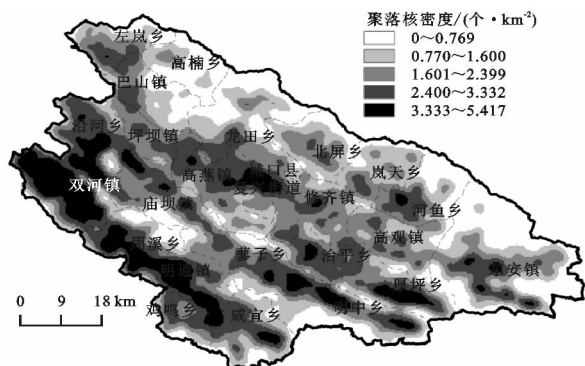 聚落核密度/(个·km⁻²)
0～0.769
0.770～1.600
1.601～2.399
2.400～3.332
3.333～5.417
左岚乡
高楠乡
巴山镇
沿河乡
坪坝镇
龙田乡
北屏乡
岚天乡
双河镇
高燕镇
城口县
复兴街道
修齐镇
河鱼乡
庙坝镇
高观镇
周溪乡
蓼子乡
治平乡
明通镇
东安镇
厚坪乡
鸡鸣乡
咸宜乡
明中乡
0 9 18 km